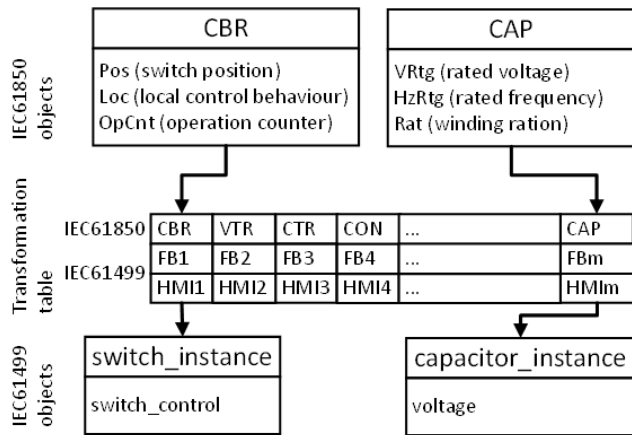 IEC61850
objects
CBR
Pos (switch position)
Loc (local control behaviour)
OpCnt (operation counter)
CAP
VRtg (rated voltage)
HzRtg (rated frequency)
Rat (winding ration)
Transformation
table
IEC61850 CBR VTR CTR CON ... CAP
IEC61499 FB1 FB2 FB3 FB4 ... FBm
HMI1 HMI2 HMI3 HMI4 ... HMIm
IEC61499
objects
switch_instance
switch_control
capacitor_instance
voltage